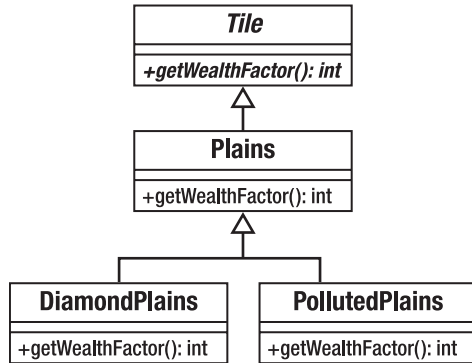 Tile
+getWealthFactor(): int
Plains
+getWealthFactor(): int
DiamondPlains
+getWealthFactor(): int
PollutedPlains
+getWealthFactor(): int